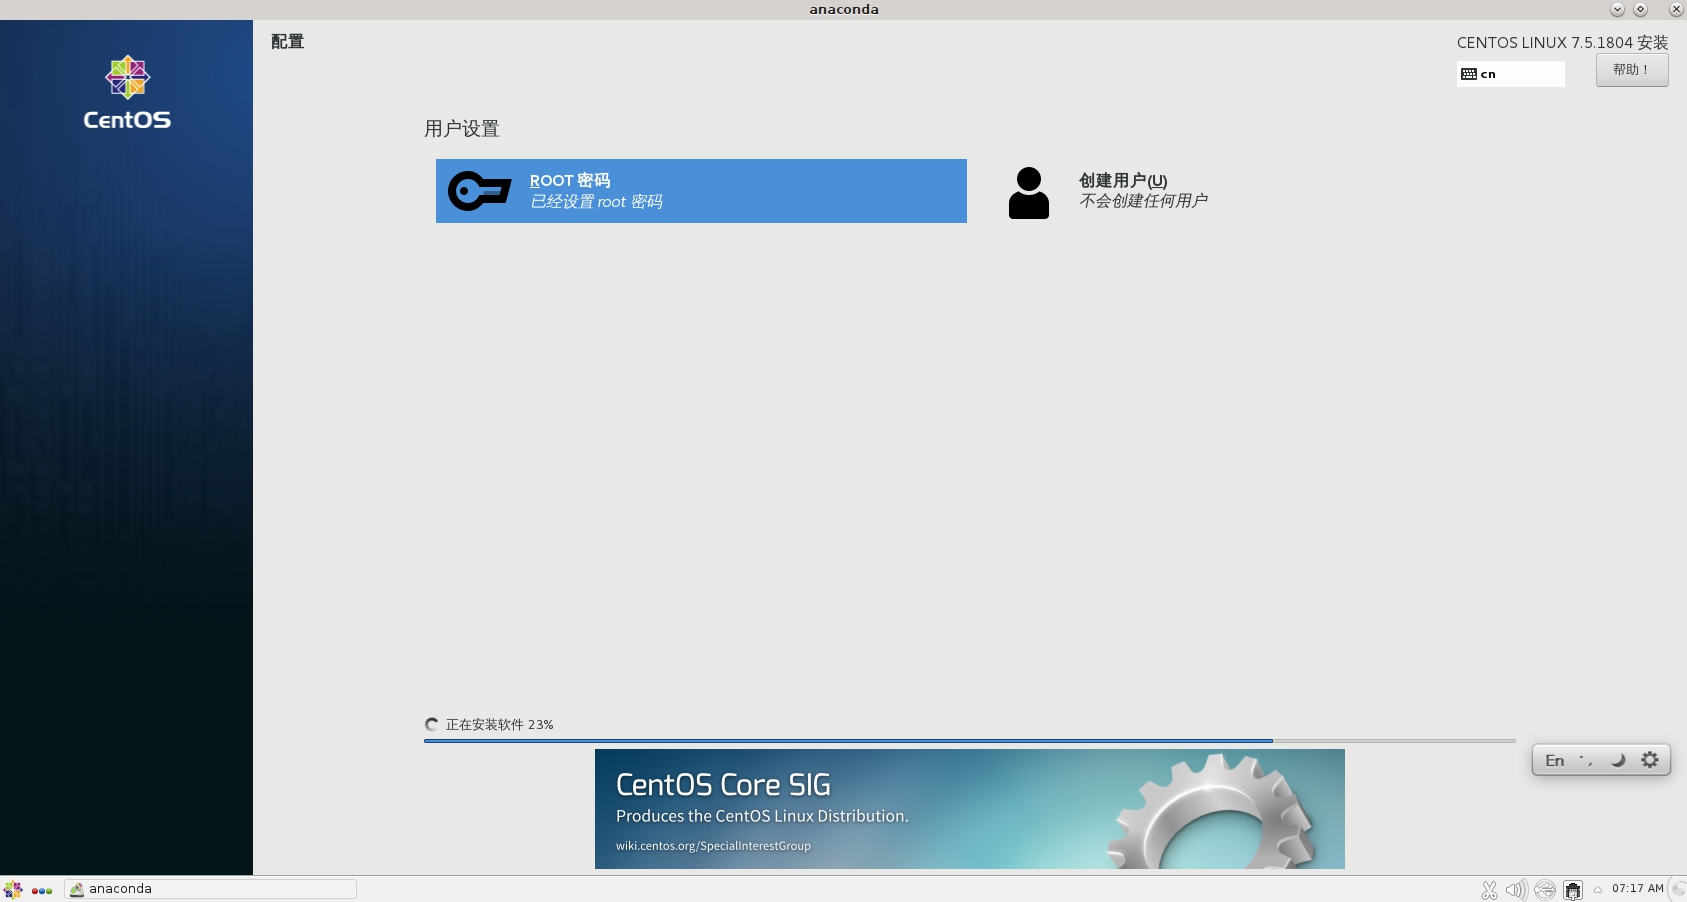 anaconda
CentOS
配置
CENTOS LINUX 7.5.1804 安装
cn
帮助！
用户设置
ROOT 密码
已经设置 root 密码
创建用户(U)
不会创建任何用户
正在安装软件 23%
CentOS Core SIG
Produces the CentOS Linux Distribution.
wiki.centos.org/SpecialInterestGroup
En
anaconda
07:17 AM